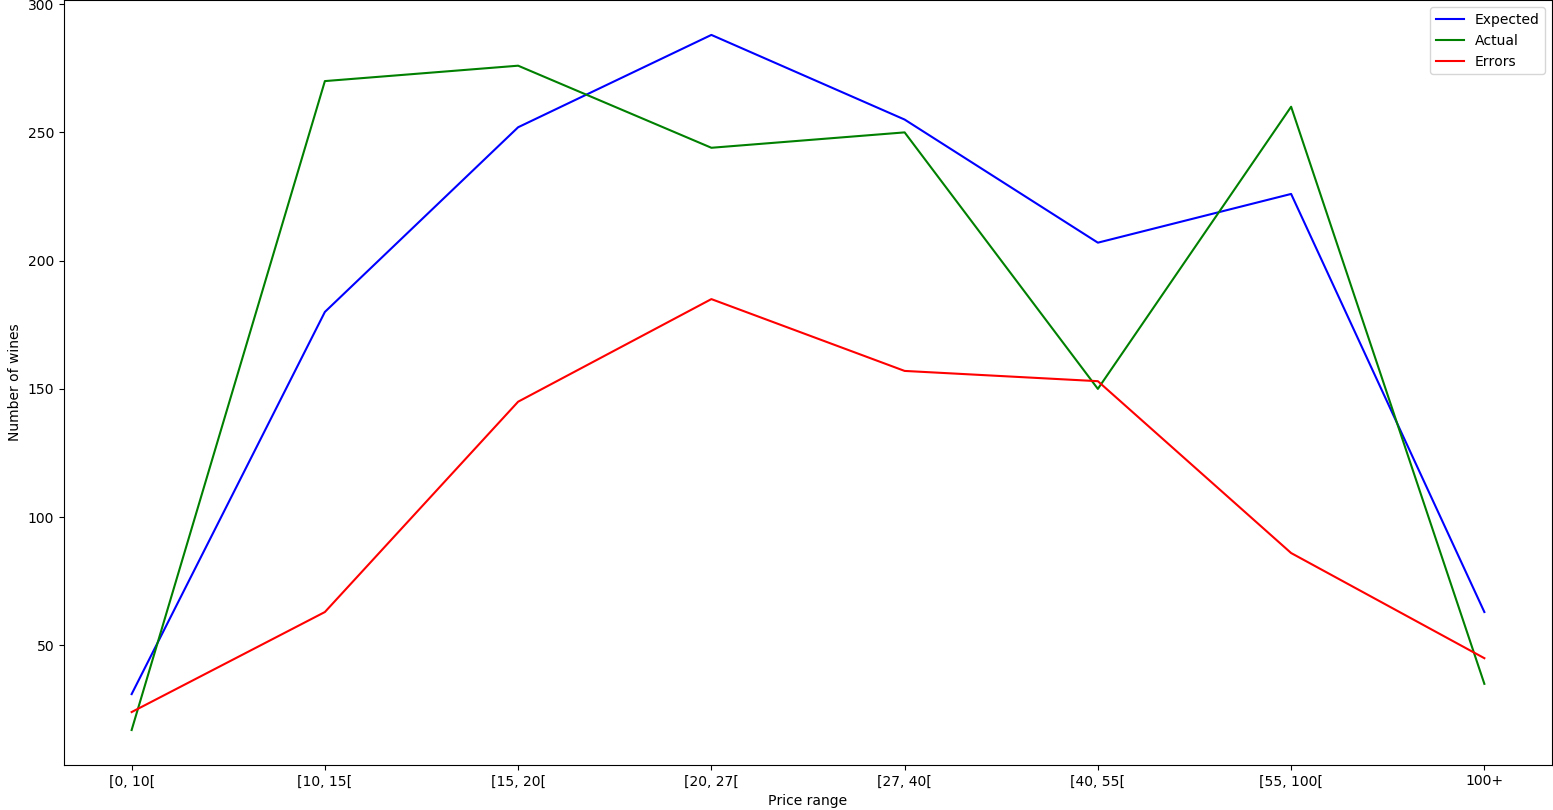 300
250
200
150
100
50
Number of wines
Expected
Actual
Errors
[0, 10[
[10, 15[
[15, 20[
[20, 27[
[27, 40[
[40, 55[
[55, 100[
100+
Price range